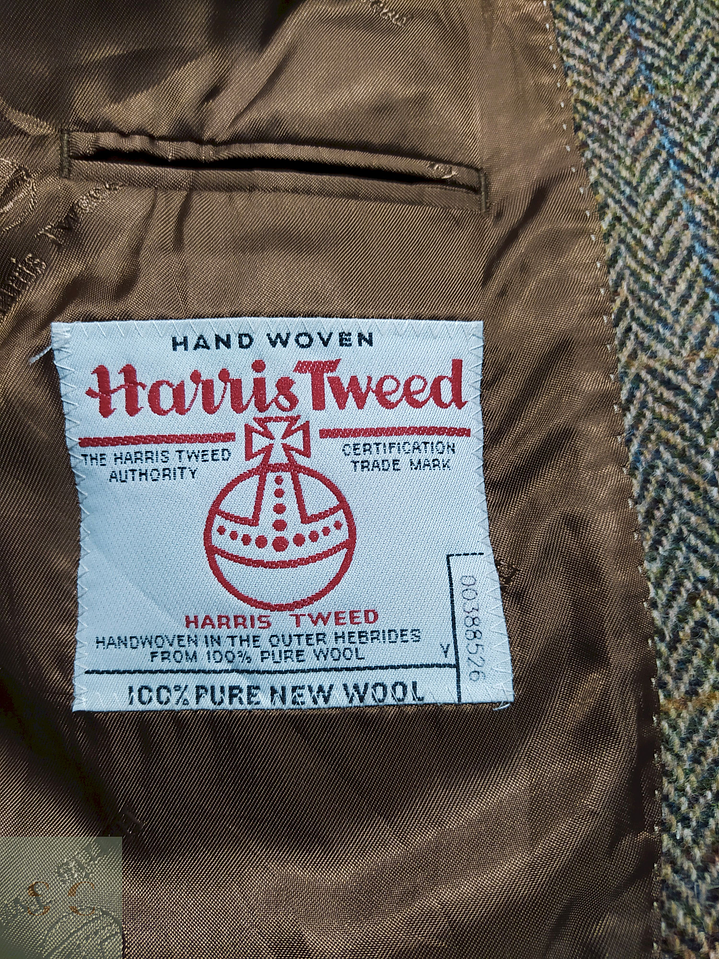 HAND WOVEN
Harris Tweed
THE HARRIS TWEED
AUTHORITY
CERTIFICATION
TRADE MARK
HARRIS TWEED
HANDWOVEN IN THE OUTER HEBRIDES
FROM 100% PURE WOOL
Y
00388526
100% PURE NEW WOOL